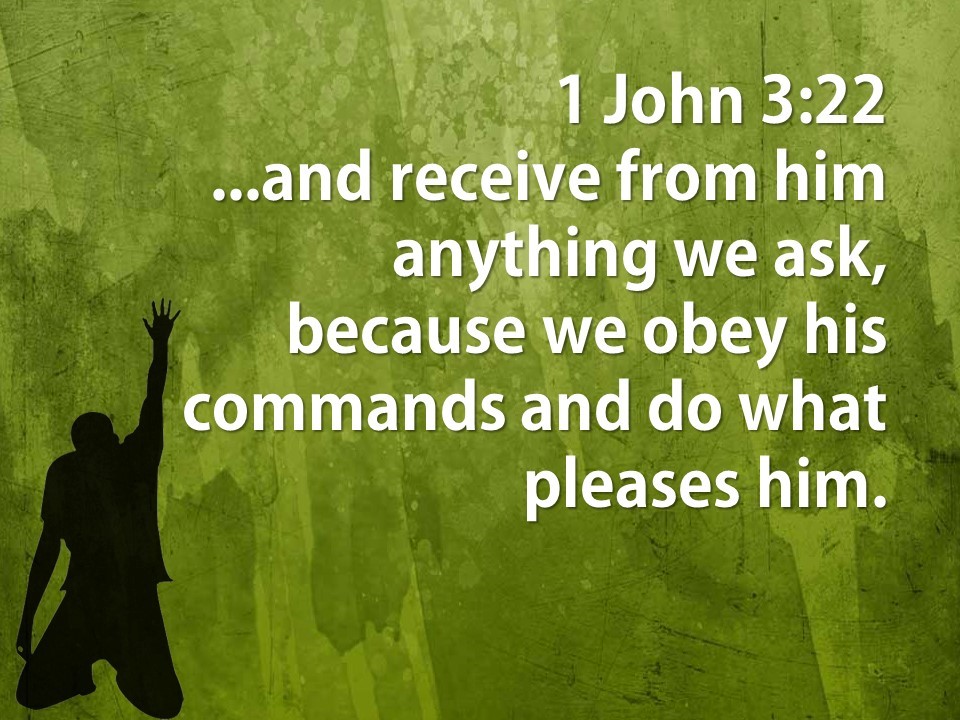 1 John 3:22
...and receive from him
anything we ask,
because we obey his
commands and do what
pleases him.